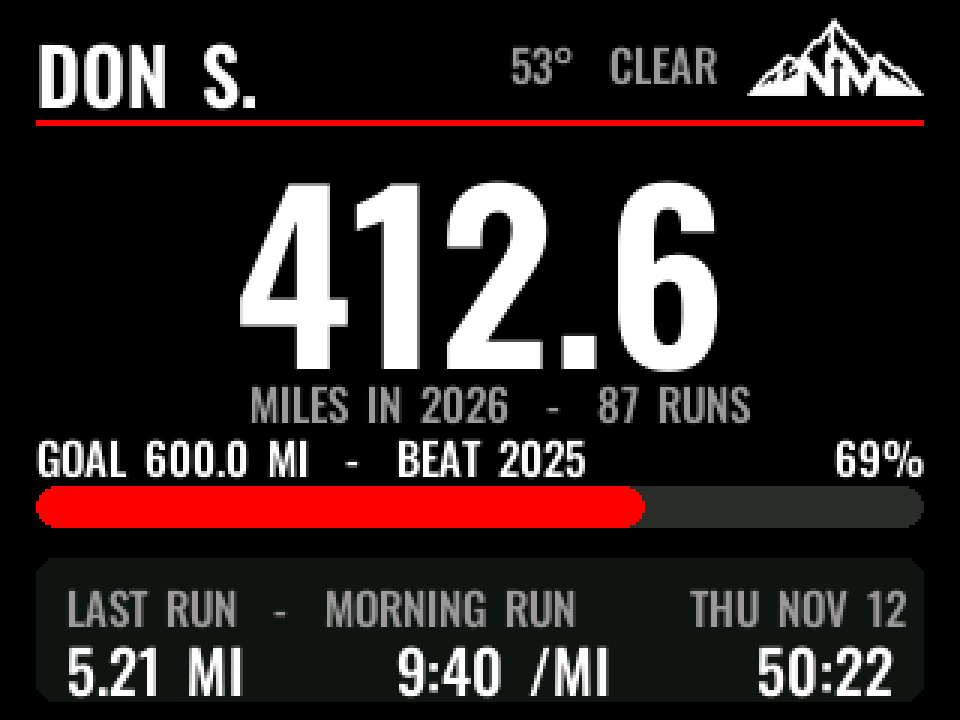 DON S. 53° CLEAR NM
412.6
MILES IN 2026 - 87 RUNS
GOAL 600.0 MI - BEAT 2025 69%
LAST RUN - MORNING RUN THU NOV 12
5.21 MI 9:40 /MI 50:22